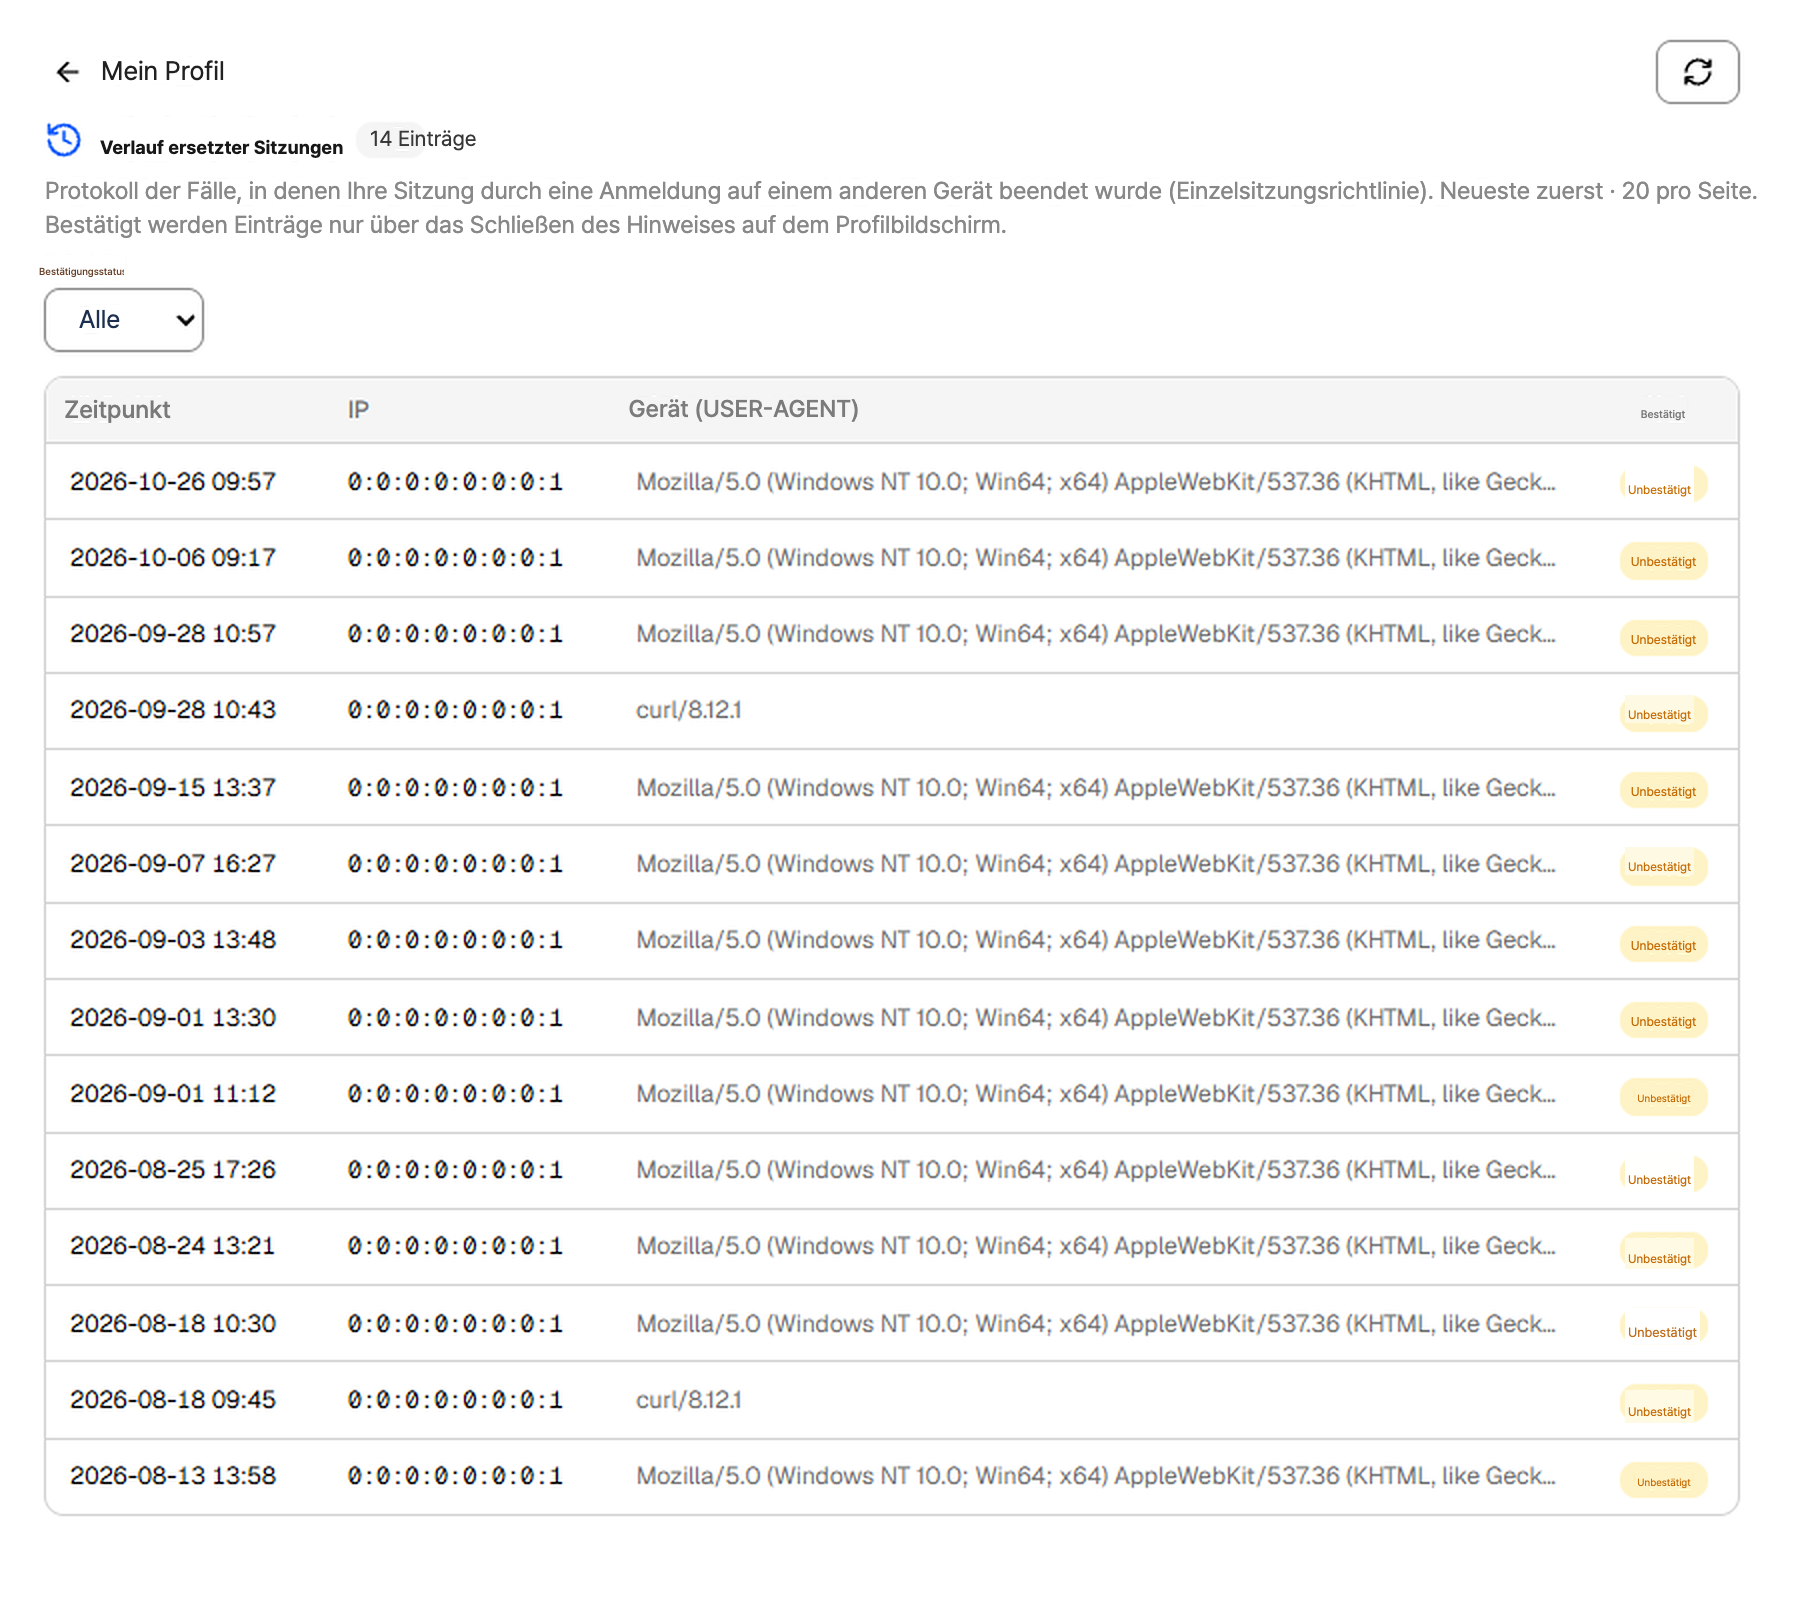 Mein Profil
Verlauf ersetzter Sitzungen 14 Einträge
Protokoll der Fälle, in denen Ihre Sitzung durch eine Anmeldung auf einem anderen Gerät beendet wurde (Einzelsitzungsrichtlinie). Neueste zuerst · 20 pro Seite.
Bestätigt werden Einträge nur über das Schließen des Hinweises auf dem Profilbildschirm.
Bestätigungsstatus
Alle
Zeitpunkt IP Gerät (USER-AGENT) Bestätigt
2026-10-26 09:57 0:0:0:0:0:0:0:1 Mozilla/5.0 (Windows NT 10.0; Win64; x64) AppleWebKit/537.36 (KHTML, like Geck... Unbestätigt
2026-10-06 09:17 0:0:0:0:0:0:0:1 Mozilla/5.0 (Windows NT 10.0; Win64; x64) AppleWebKit/537.36 (KHTML, like Geck... Unbestätigt
2026-09-28 10:57 0:0:0:0:0:0:0:1 Mozilla/5.0 (Windows NT 10.0; Win64; x64) AppleWebKit/537.36 (KHTML, like Geck... Unbestätigt
2026-09-28 10:43 0:0:0:0:0:0:0:1 curl/8.12.1 Unbestätigt
2026-09-15 13:37 0:0:0:0:0:0:0:1 Mozilla/5.0 (Windows NT 10.0; Win64; x64) AppleWebKit/537.36 (KHTML, like Geck... Unbestätigt
2026-09-07 16:27 0:0:0:0:0:0:0:1 Mozilla/5.0 (Windows NT 10.0; Win64; x64) AppleWebKit/537.36 (KHTML, like Geck... Unbestätigt
2026-09-03 13:48 0:0:0:0:0:0:0:1 Mozilla/5.0 (Windows NT 10.0; Win64; x64) AppleWebKit/537.36 (KHTML, like Geck... Unbestätigt
2026-09-01 13:30 0:0:0:0:0:0:0:1 Mozilla/5.0 (Windows NT 10.0; Win64; x64) AppleWebKit/537.36 (KHTML, like Geck... Unbestätigt
2026-09-01 11:12 0:0:0:0:0:0:0:1 Mozilla/5.0 (Windows NT 10.0; Win64; x64) AppleWebKit/537.36 (KHTML, like Geck... Unbestätigt
2026-08-25 17:26 0:0:0:0:0:0:0:1 Mozilla/5.0 (Windows NT 10.0; Win64; x64) AppleWebKit/537.36 (KHTML, like Geck... Unbestätigt
2026-08-24 13:21 0:0:0:0:0:0:0:1 Mozilla/5.0 (Windows NT 10.0; Win64; x64) AppleWebKit/537.36 (KHTML, like Geck... Unbestätigt
2026-08-18 10:30 0:0:0:0:0:0:0:1 Mozilla/5.0 (Windows NT 10.0; Win64; x64) AppleWebKit/537.36 (KHTML, like Geck... Unbestätigt
2026-08-18 09:45 0:0:0:0:0:0:0:1 curl/8.12.1 Unbestätigt
2026-08-13 13:58 0:0:0:0:0:0:0:1 Mozilla/5.0 (Windows NT 10.0; Win64; x64) AppleWebKit/537.36 (KHTML, like Geck... Unbestätigt